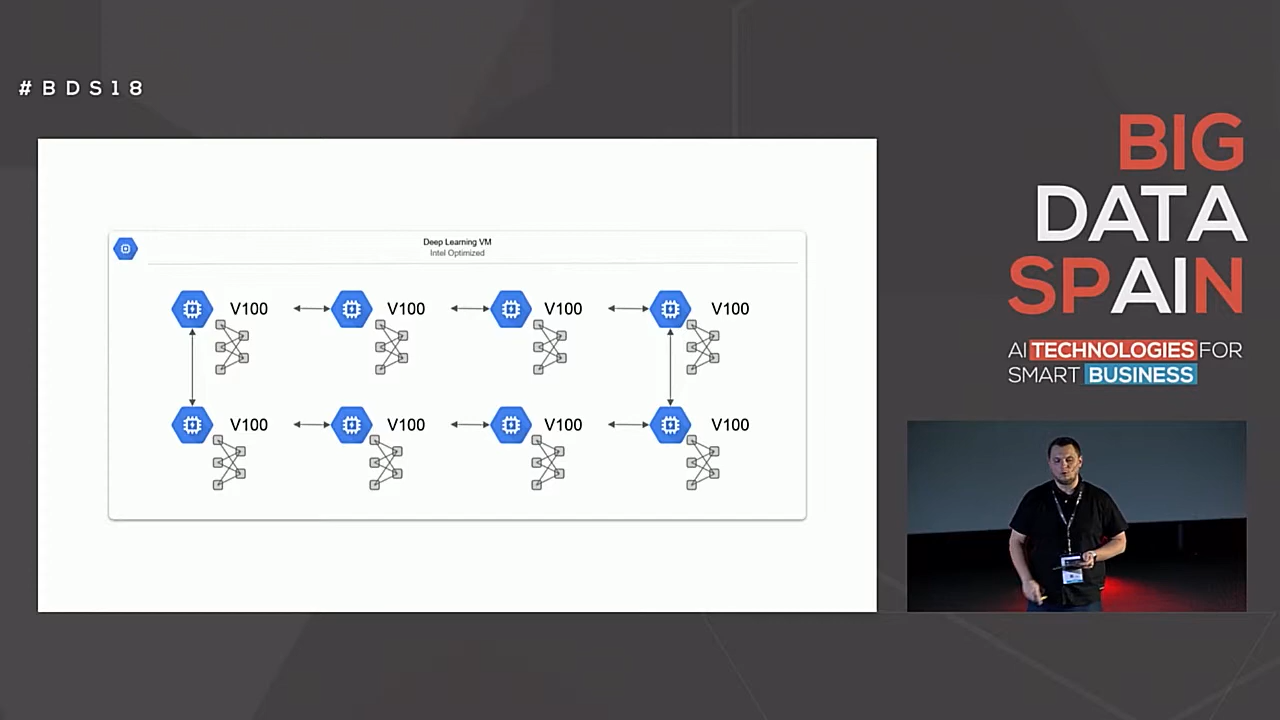 #BDS18
Deep Learning VM
Intel Optimized
V100 V100 V100 V100
V100 V100 V100 V100
BIG
DATA
SPAIN
AI TECHNOLOGIES FOR
SMART BUSINESS